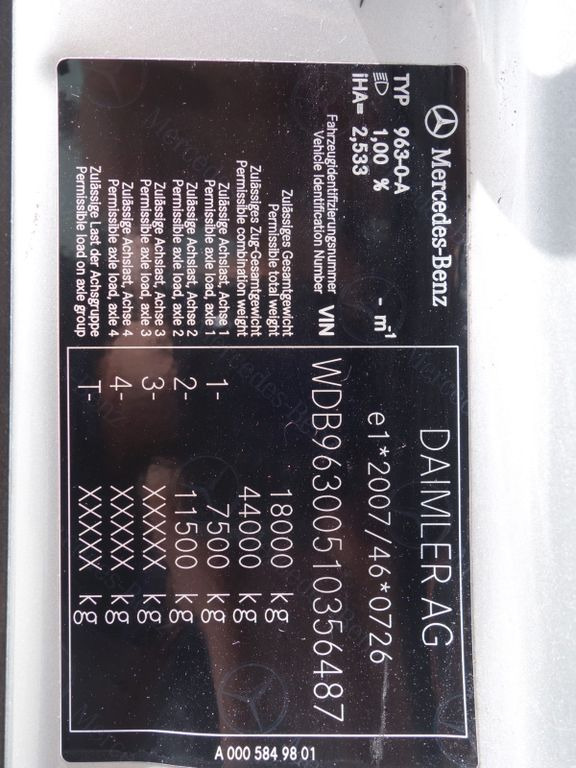 Mercedes-Benz
TYP 963-0-A
1,00 % - m-1
iHA= 2,533
DAIMLER AG
e1*2007/46*0726
Fahrzeugidentifizierungsnummer
Vehicle Identification Number VIN WDB9630051O356487
Zulässiges Gesamtgewicht
Permissible total weight 18000 kg
Zulässiges Zug-Gesamtgewicht
Permissible combination weight 44000 kg
Zulässige Achslast, Achse 1
Permissible axle load, axle 1 1- 7500 kg
Zulässige Achslast, Achse 2
Permissible axle load, axle 2 2- 11500 kg
Zulässige Achslast, Achse 3
Permissible axle load, axle 3 3- XXXXX kg
Zulässige Achslast, Achse 4
Permissible axle load, axle 4 4- XXXXX kg
Zulässige Last der Achsgruppe
Permissible load on axle group T- XXXXX kg
A 000 584 98 01